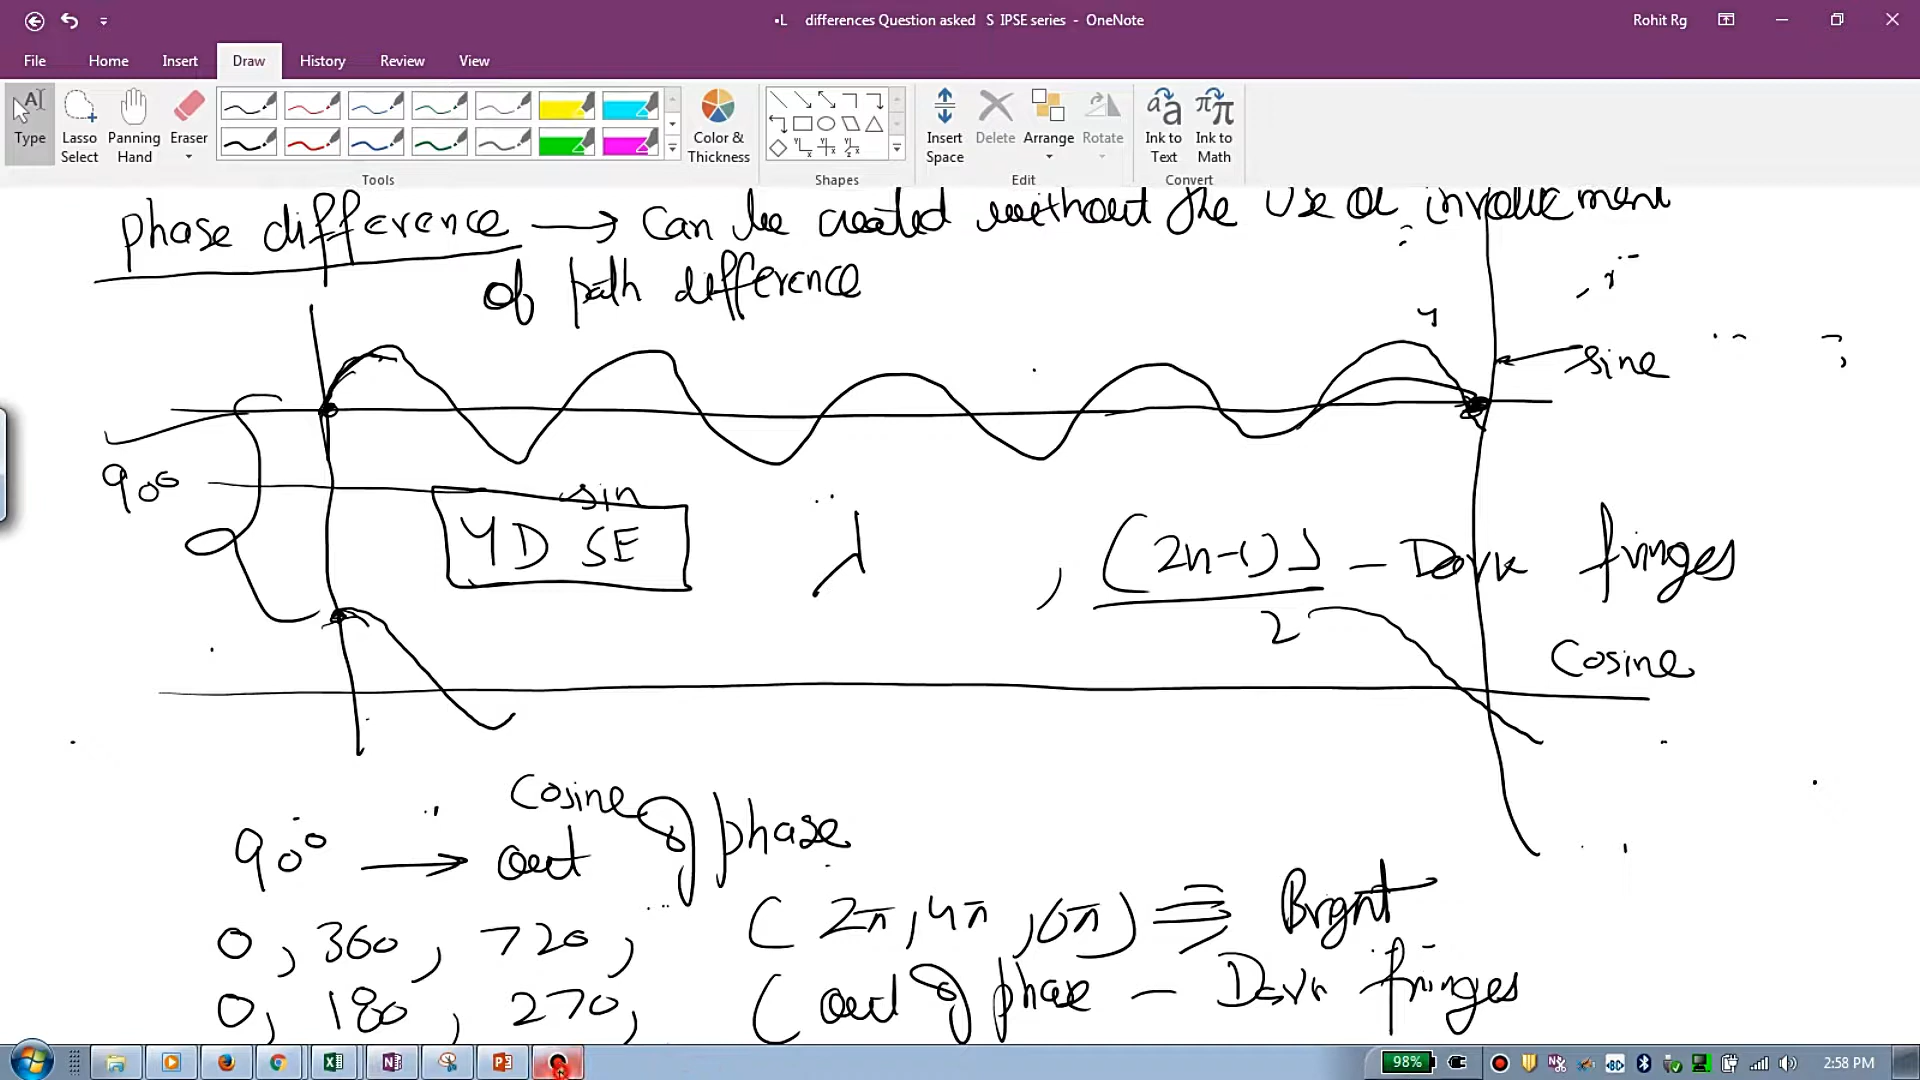 •L differences Question asked S IPSE series - OneNote
Rohit Rg
File Home Insert Draw History Review View
Type
Lasso Select
Panning Hand
Eraser
Color & Thickness
Insert Space
Delete
Arrange
Rotate
Ink to Text
Ink to Math
Tools
Shapes
Edit
Convert
phase difference → Can be created without the use or involvement
of path difference
sine
90°
sin
YDSE
λ , (2n-1)λ/2 - Dark fringes
Cosine
Cosine
90° → out of phase
0, 360, 720, (2π, 4π, 6π) ≡ Bright
0, 180, 270, (out of phase - Dark fringes
98%
2:58 PM